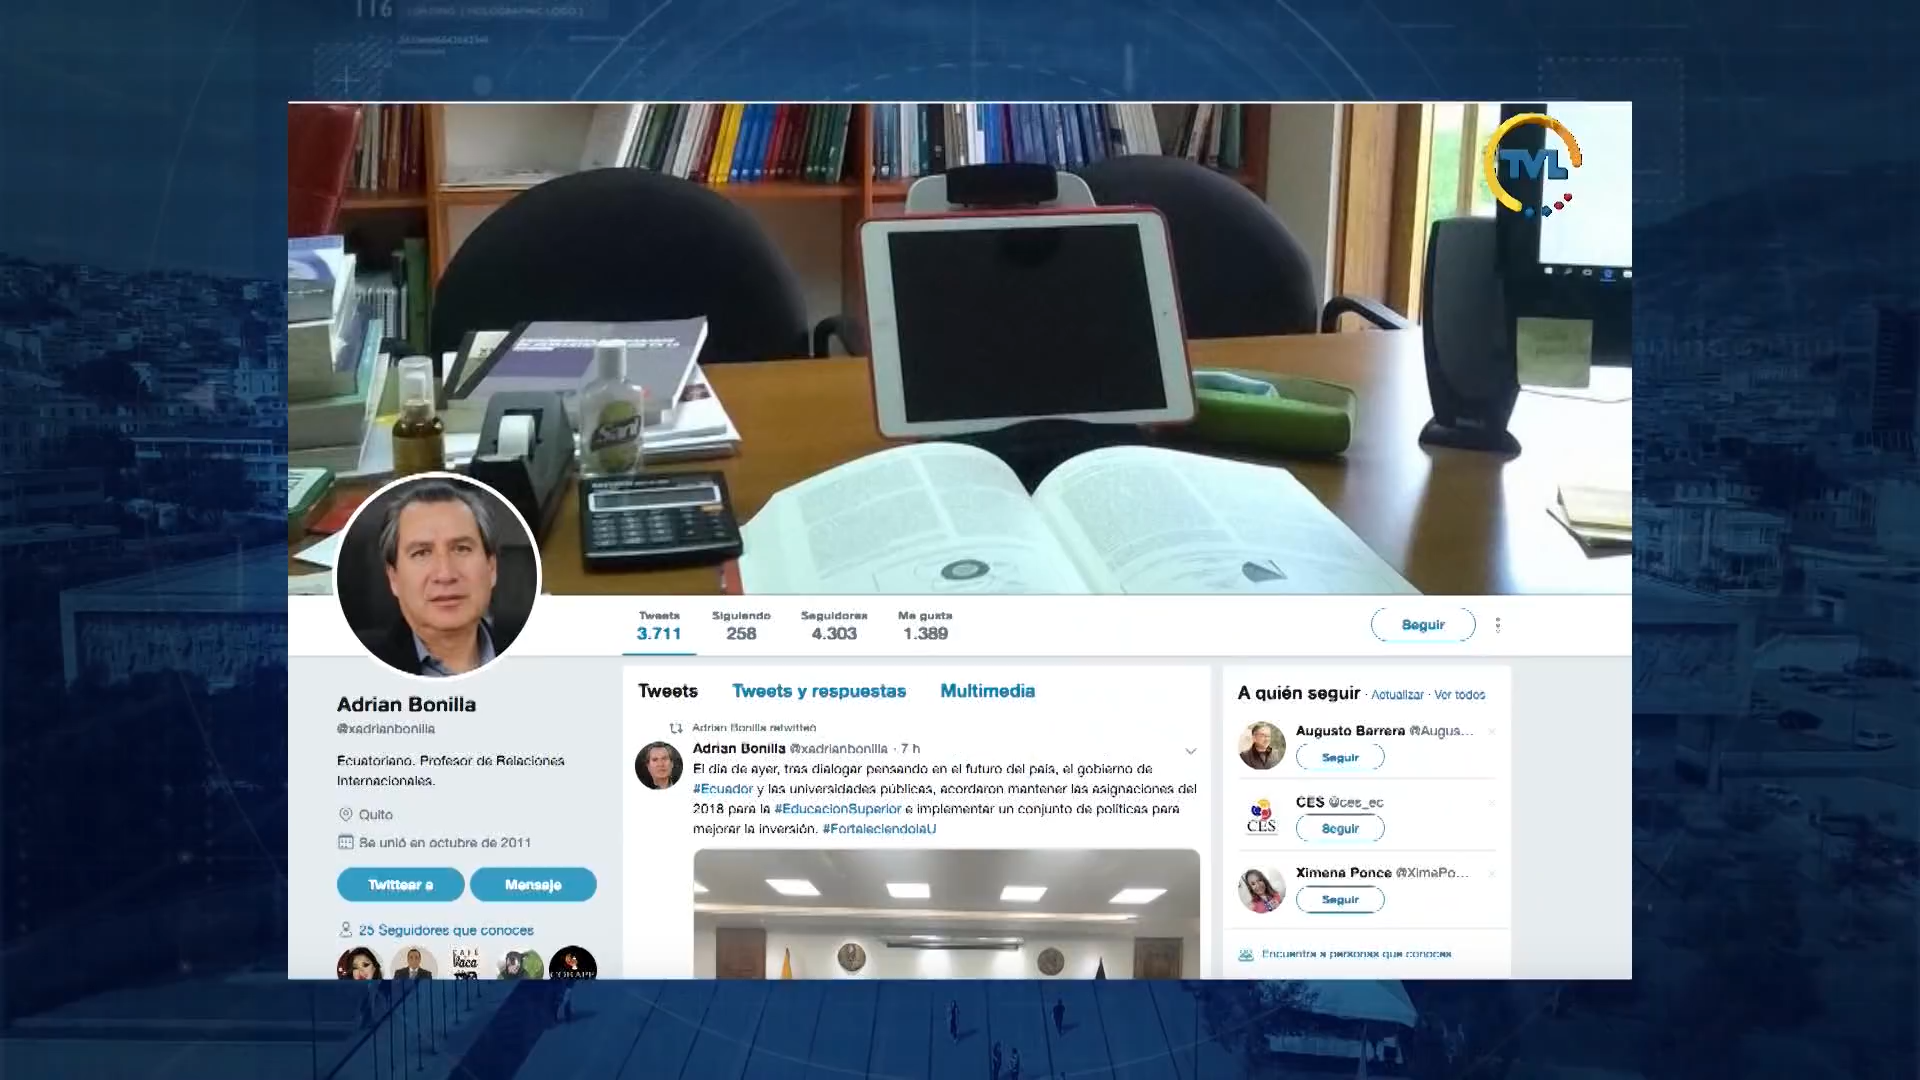 TVL
Tweets
3.711
Siguiendo
258
Seguidores
4.303
Me gusta
1.389
Seguir
Adrian Bonilla
@xadrianbonilla
Ecuatoriano. Profesor de Relaciones
Internacionales.
Quito
Se unió en octubre de 2011
Twittear a
Mensaje
25 Seguidores que conoces
Tweets
Tweets y respuestas
Multimedia
Adrian Bonilla retwitteó
Adrian Bonilla @xadrianbonilla · 7 h
El día de ayer, tras dialogar pensando en el futuro del país, el gobierno de
#Ecuador y las universidades públicas, acordaron mantener las asignaciones del
2018 para la #EducacionSuperior e implementar un conjunto de políticas para
mejorar la inversión. #FortaleciendolaU
A quién seguir · Actualizar · Ver todos
Augusto Barrera @Augus...
Seguir
CES @ces_ec
CES
Seguir
Ximena Ponce @XimePo...
Seguir
Encuentra a personas que conoces